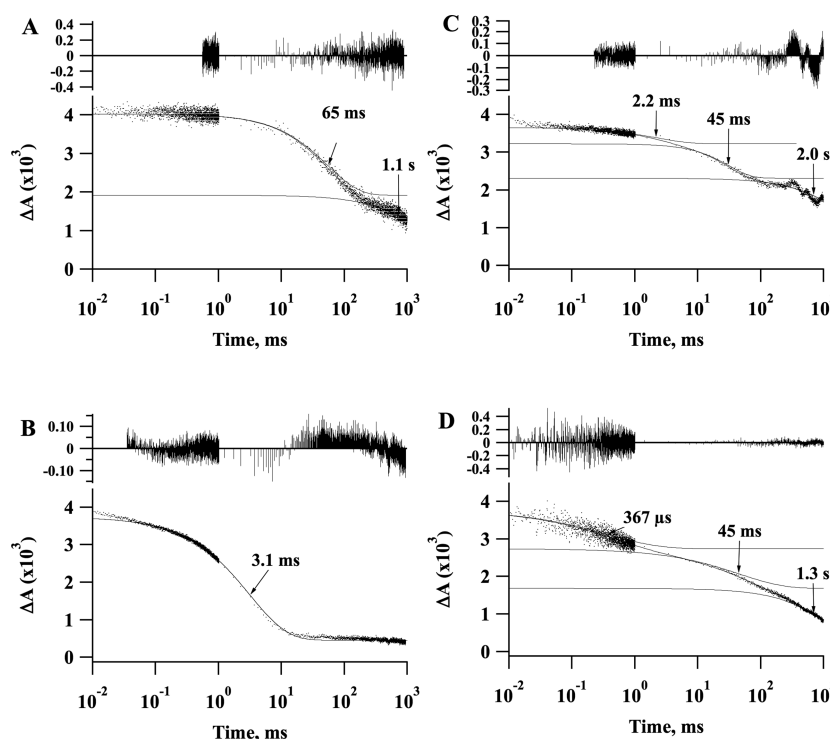 A
0.4
0.2
0
-0.2
-0.4
4
3
2
1
0
ΔA (x10³)
65 ms
1.1 s
10⁻² 10⁻¹ 10⁰ 10¹ 10² 10³
Time, ms
C
0.3
0.2
0.1
0
-0.1
-0.2
-0.3
4
3
2
1
0
ΔA (x10³)
2.2 ms
45 ms
2.0 s
10⁻² 10⁻¹ 10⁰ 10¹ 10² 10
Time, ms
B
0.10
0
-0.10
4
3
2
1
0
ΔA (x10³)
3.1 ms
10⁻² 10⁻¹ 10⁰ 10¹ 10² 10³
Time, ms
D
0.4
0.2
0
-0.2
-0.4
4
3
2
1
0
ΔA (x10³)
367 µs
45 ms
1.3 s
10⁻² 10⁻¹ 10⁰ 10¹ 10² 10
Time, ms